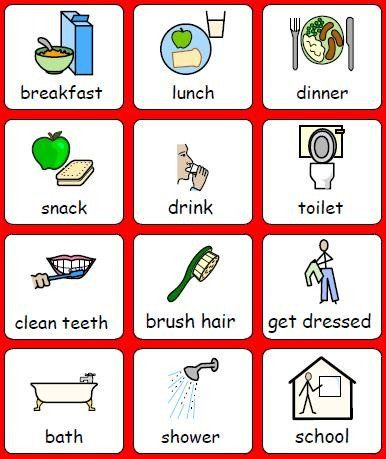 breakfast
lunch
dinner
snack
drink
toilet
clean teeth
brush hair
get dressed
bath
shower
school